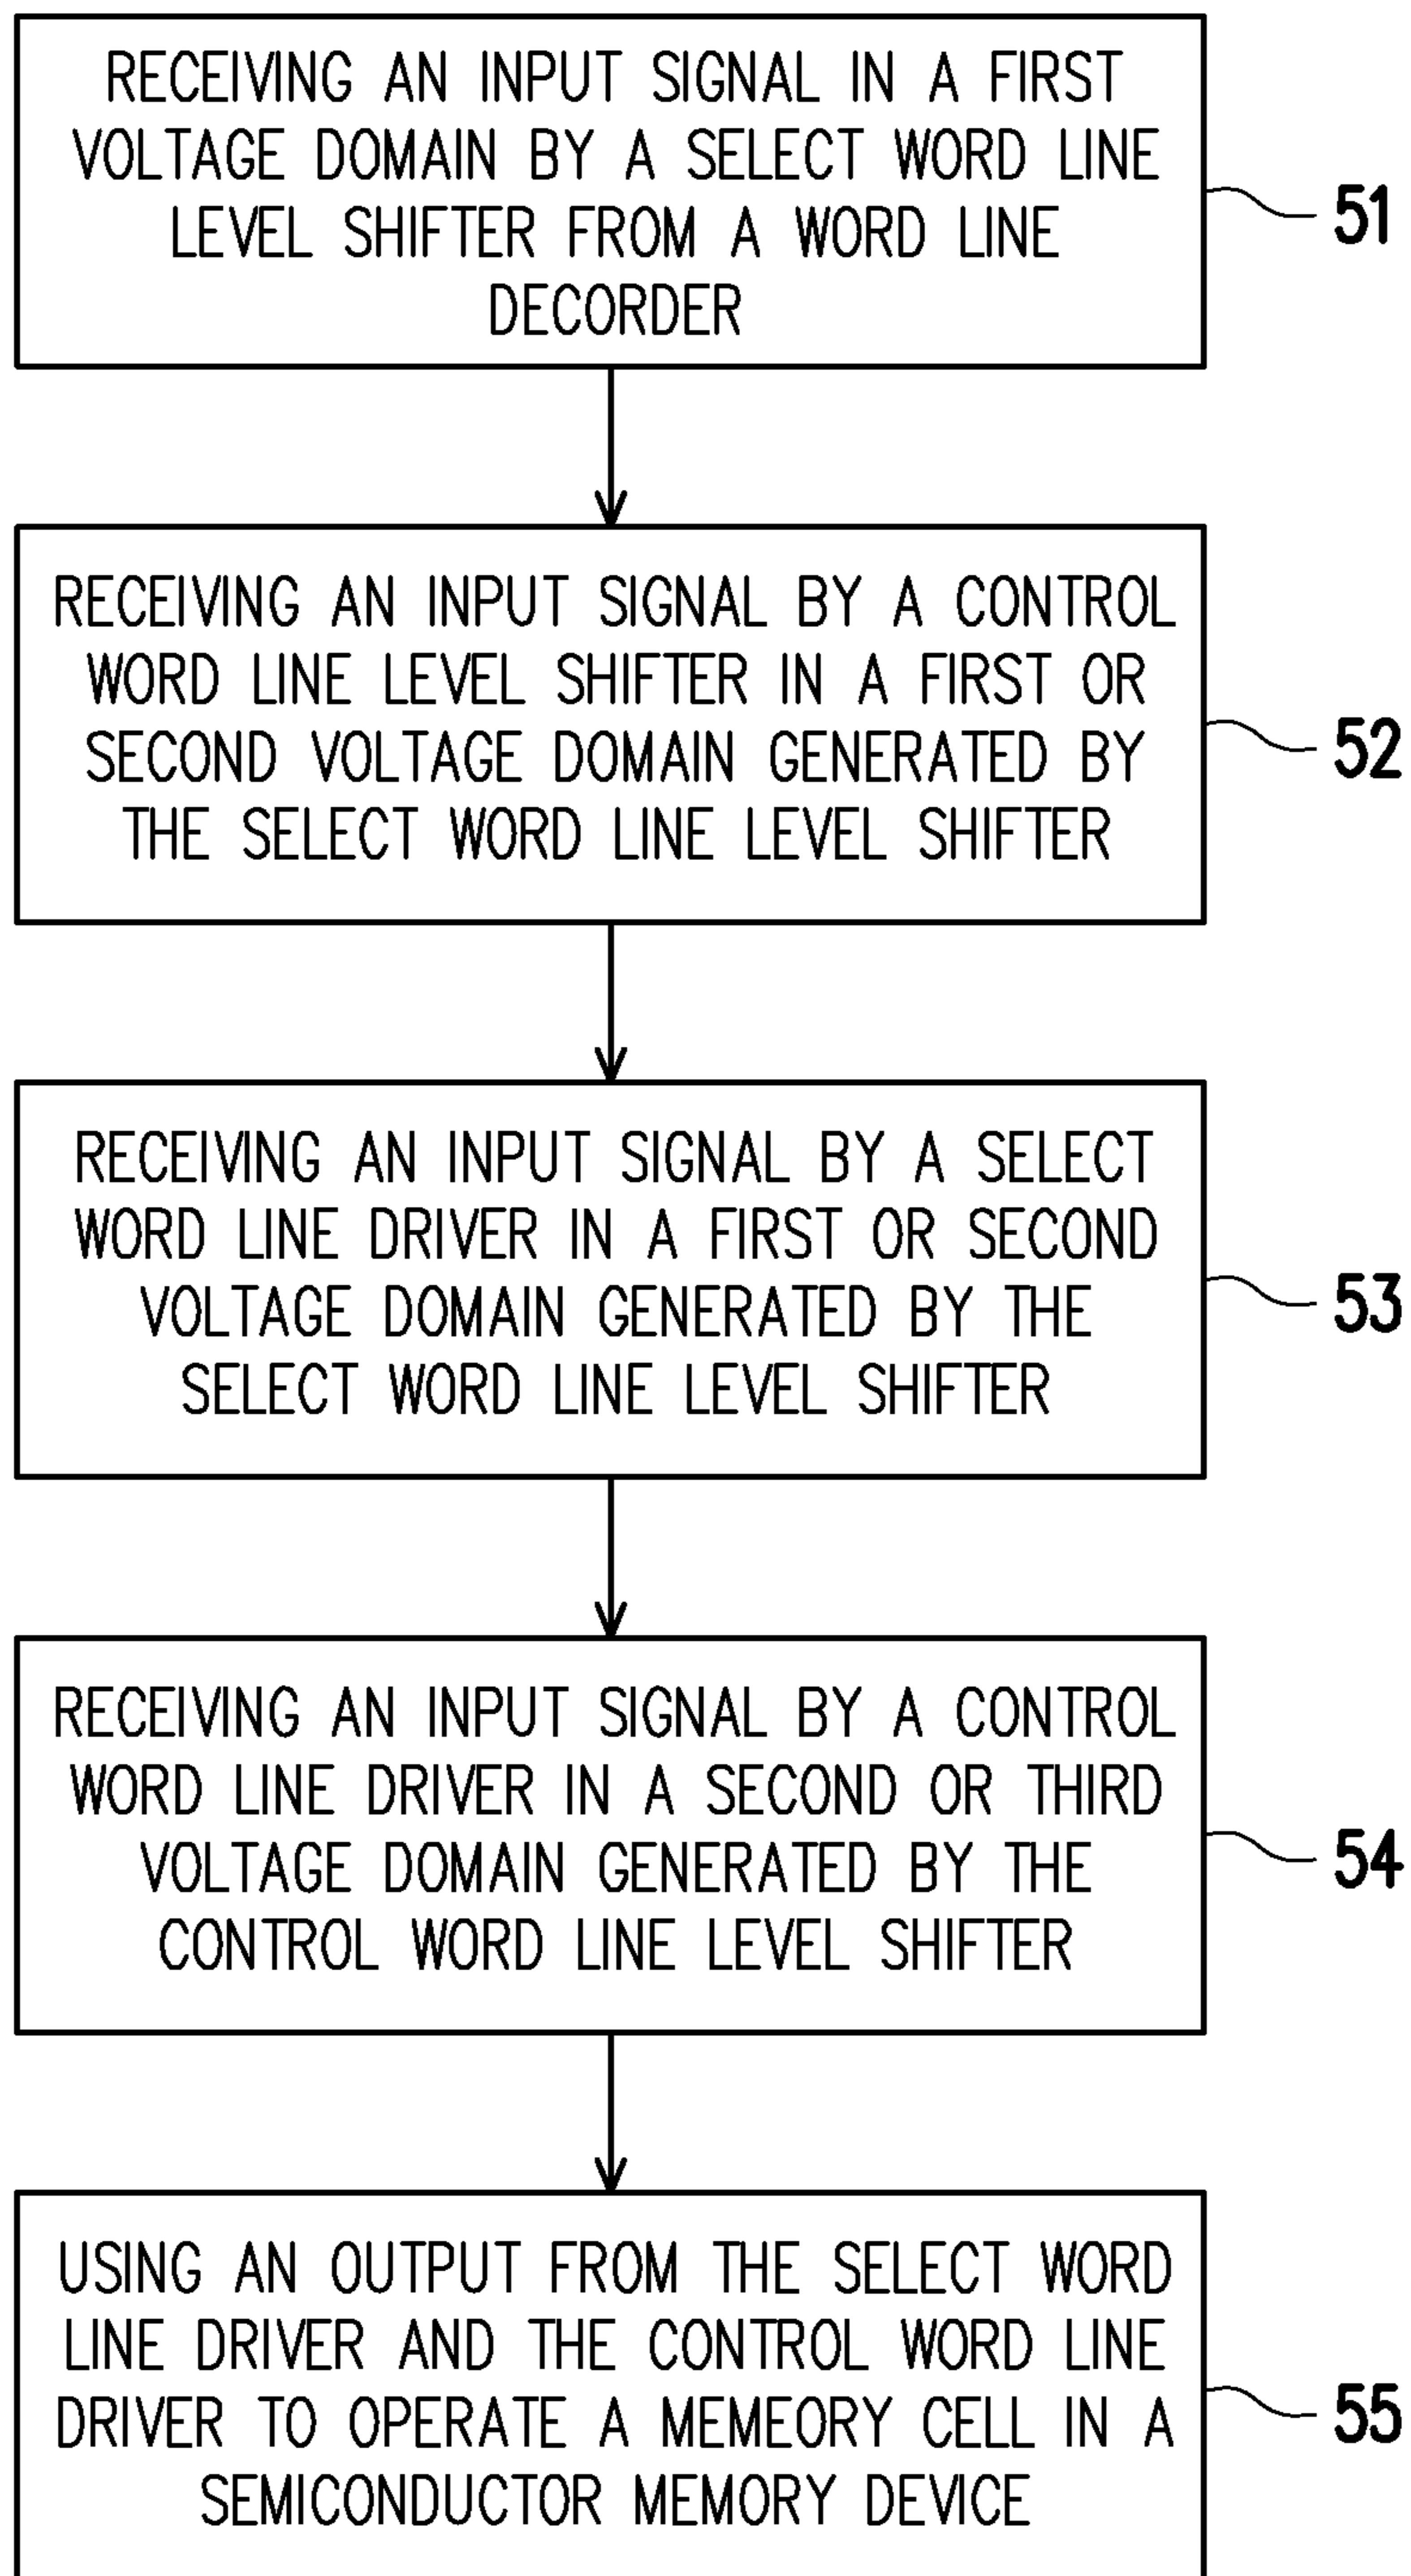 RECEIVING AN INPUT SIGNAL IN A FIRST
VOLTAGE DOMAIN BY A SELECT WORD LINE
LEVEL SHIFTER FROM A WORD LINE
DECORDER
51
RECEIVING AN INPUT SIGNAL BY A CONTROL
WORD LINE LEVEL SHIFTER IN A FIRST OR
SECOND VOLTAGE DOMAIN GENERATED BY
THE SELECT WORD LINE LEVEL SHIFTER
52
RECEIVING AN INPUT SIGNAL BY A SELECT
WORD LINE DRIVER IN A FIRST OR SECOND
VOLTAGE DOMAIN GENERATED BY THE
SELECT WORD LINE LEVEL SHIFTER
53
RECEIVING AN INPUT SIGNAL BY A CONTROL
WORD LINE DRIVER IN A SECOND OR THIRD
VOLTAGE DOMAIN GENERATED BY THE
CONTROL WORD LINE LEVEL SHIFTER
54
USING AN OUTPUT FROM THE SELECT WORD
LINE DRIVER AND THE CONTROL WORD LINE
DRIVER TO OPERATE A MEMEORY CELL IN A
SEMICONDUCTOR MEMORY DEVICE
55